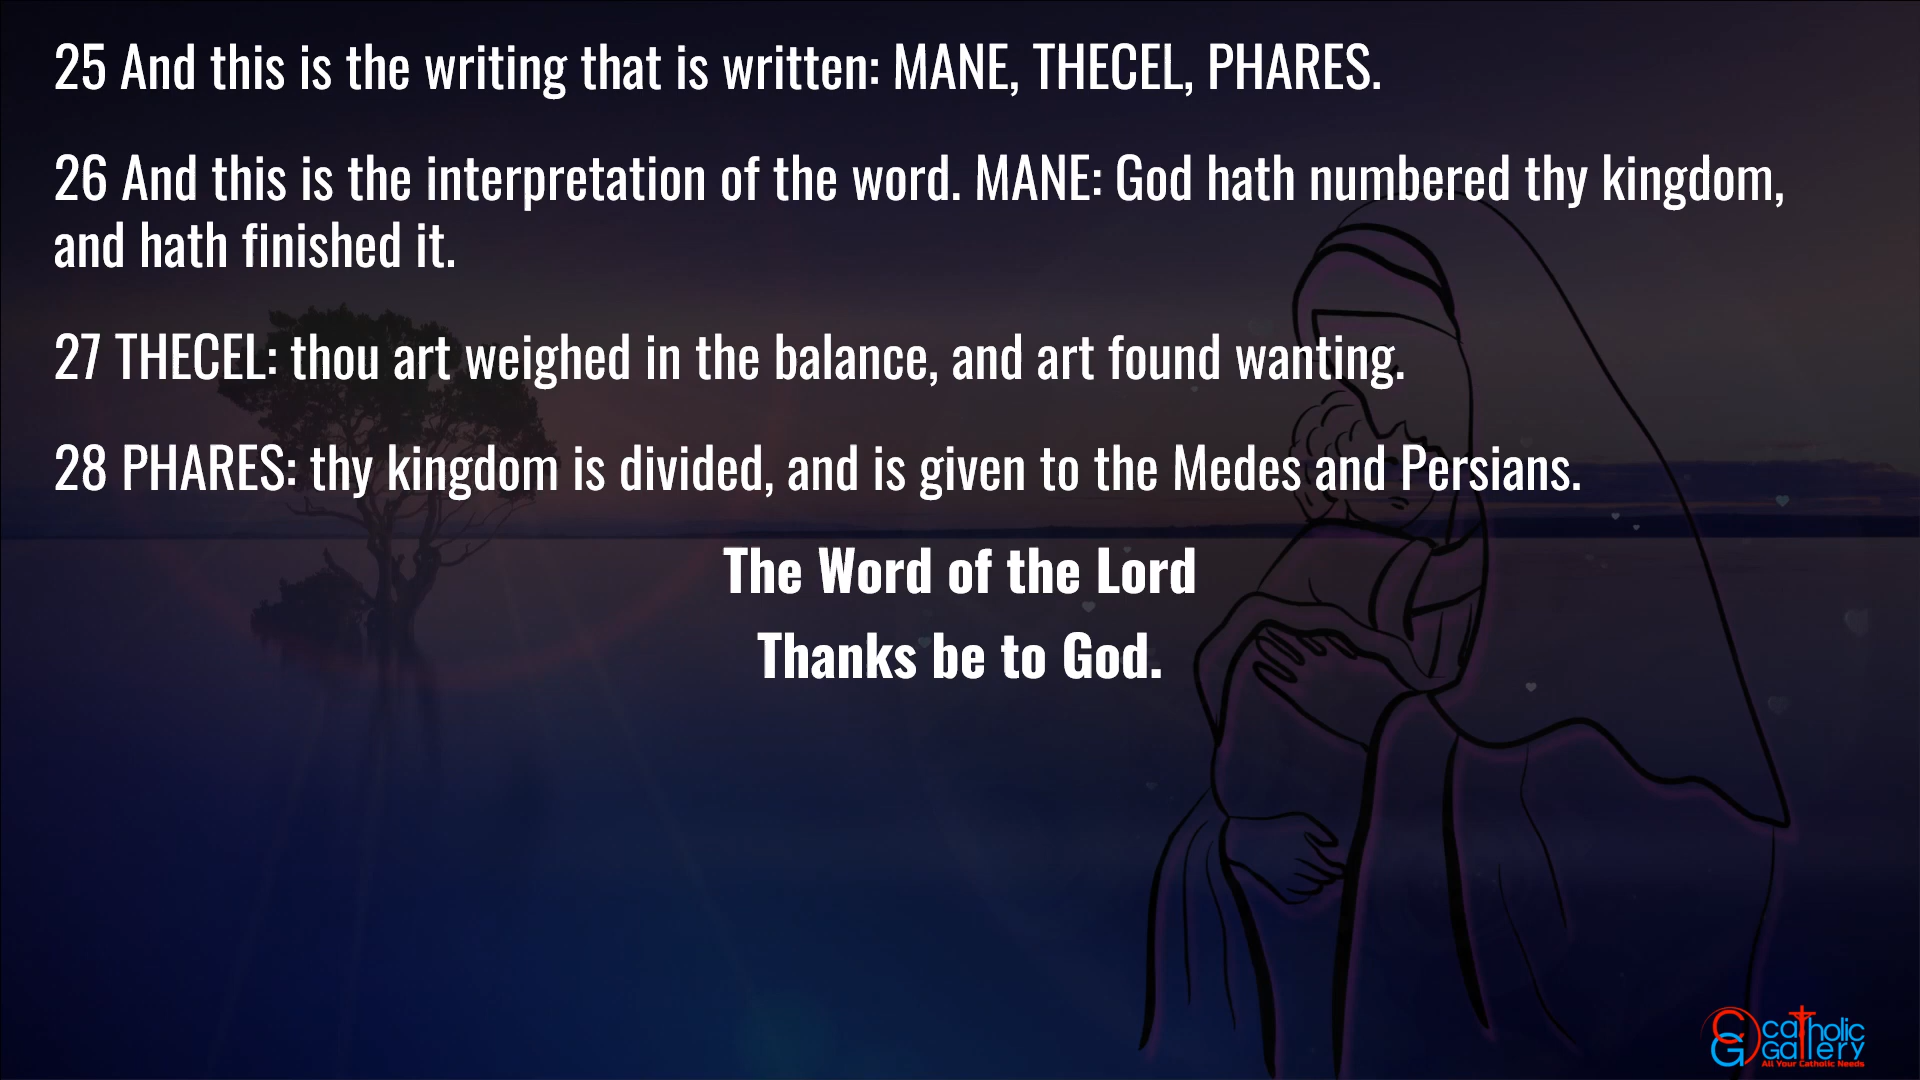 25 And this is the writing that is written: MANE, THECEL, PHARES.
26 And this is the interpretation of the word. MANE: God hath numbered thy kingdom,
and hath finished it.
27 THECEL: thou art weighed in the balance, and art found wanting.
28 PHARES: thy kingdom is divided, and is given to the Medes and Persians.
The Word of the Lord
Thanks be to God.
CG catholic
Gallery
All Your Catholic Needs